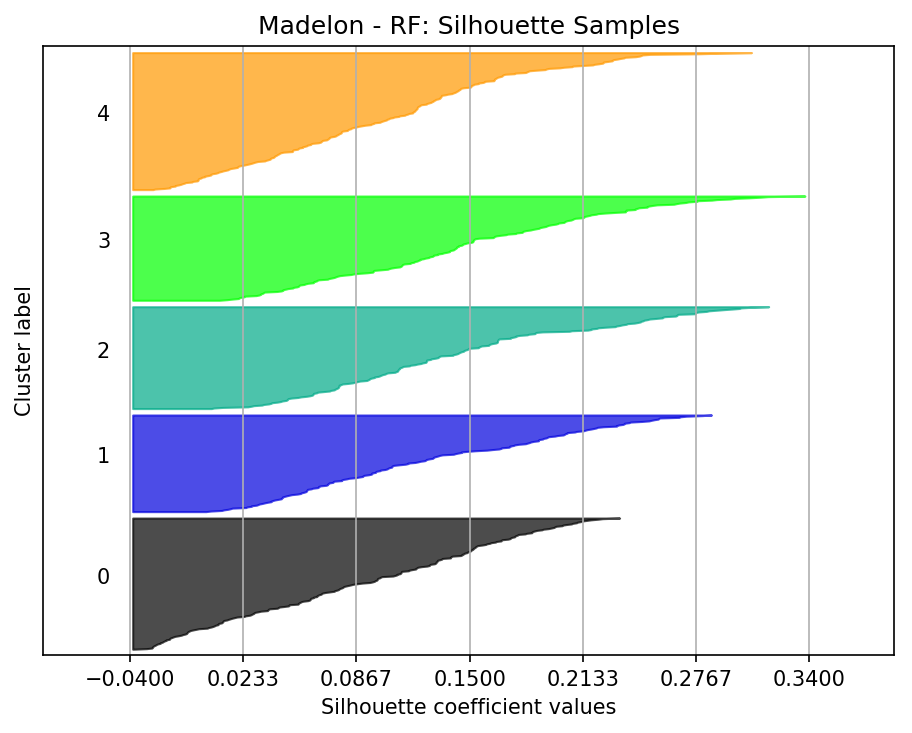 Madelon - RF: Silhouette Samples
4
3
2
1
0
Cluster label
−0.0400 0.0233 0.0867 0.1500 0.2133 0.2767 0.3400
Silhouette coefficient values